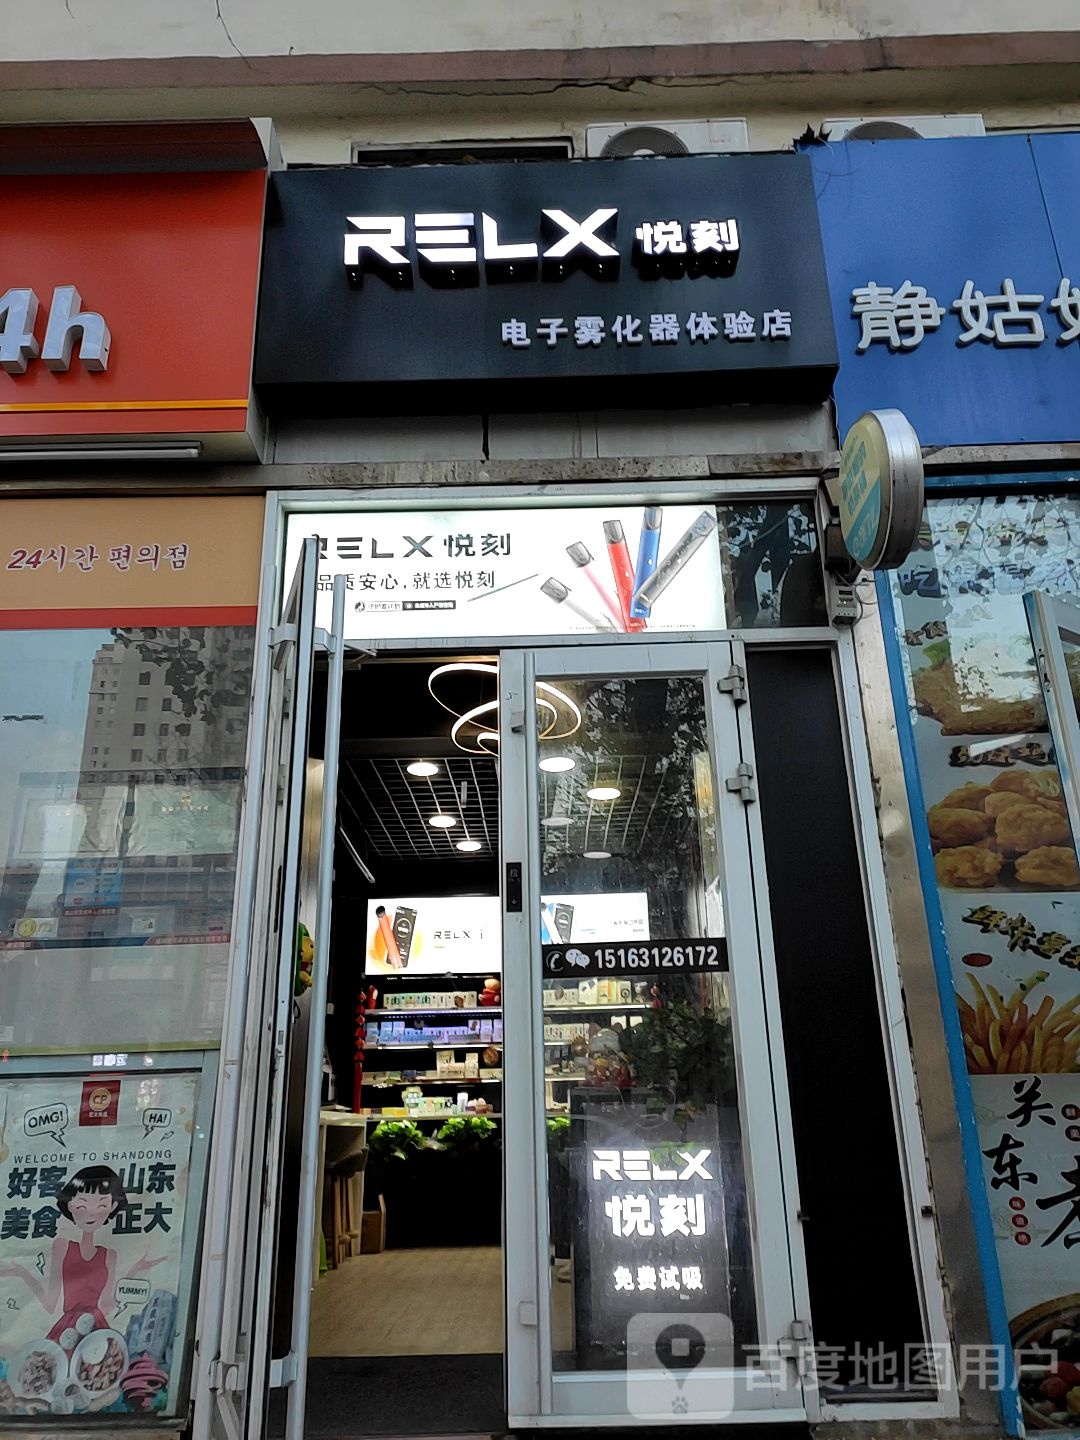 RELX 悦刻
电子雾化器体验店
4h
静姑
RELX 悦刻
品质安心,就选悦刻
24시간 편의점
RELX i
15163126172
RELX
悦刻
免费试吸
OMG!
HA!
WELCOME TO SHANDONG
好客 山东
美食 正大
YUMMY!
CP
关
东
百度地图用户